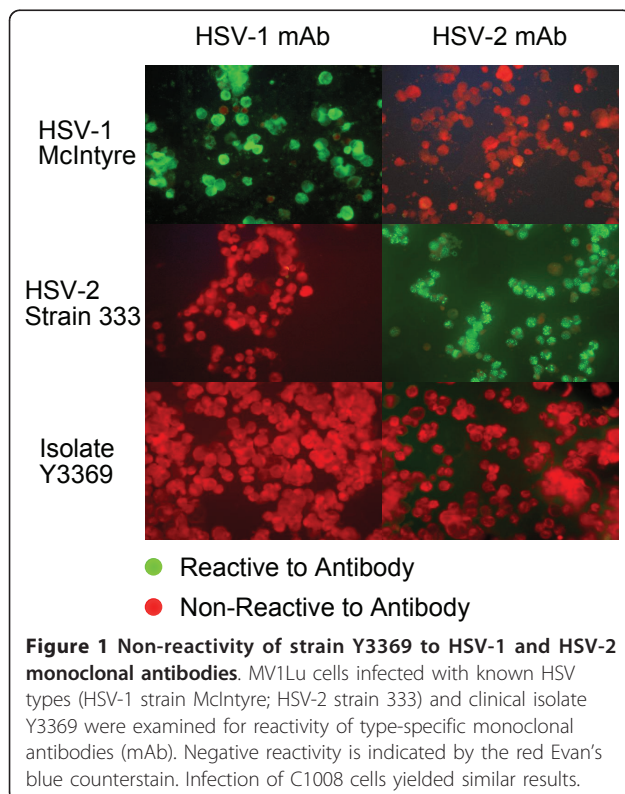 HSV-1 mAb HSV-2 mAb
HSV-1
McIntyre
HSV-2
Strain 333
Isolate
Y3369
Reactive to Antibody
Non-Reactive to Antibody
Figure 1 Non-reactivity of strain Y3369 to HSV-1 and HSV-2
monoclonal antibodies. MV1Lu cells infected with known HSV
types (HSV-1 strain McIntyre; HSV-2 strain 333) and clinical isolate
Y3369 were examined for reactivity of type-specific monoclonal
antibodies (mAb). Negative reactivity is indicated by the red Evan's
blue counterstain. Infection of C1008 cells yielded similar results.